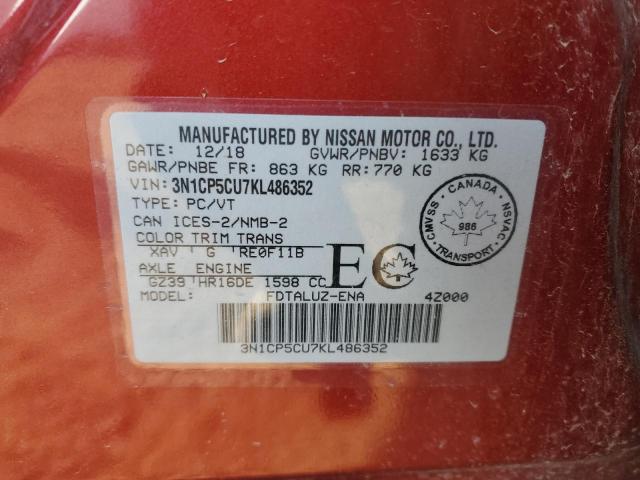 MANUFACTURED BY NISSAN MOTOR CO., LTD.
DATE: 12/18 GVWR/PNBV: 1633 KG
GAWR/PNBE FR: 863 KG RR: 770 KG
VIN: 3N1CP5CU7KL486352
TYPE: PC/VT
CAN ICES-2/NMB-2
COLOR TRIM TRANS
XAV G RE0F11B
AXLE ENGINE
GZ39 HR16DE 1598 CC
MODEL: FDTALUZ-ENA 4Z000
EC
CANADA
CMVSS NSVAC
986
TRANSPORT
3N1CP5CU7KL486352